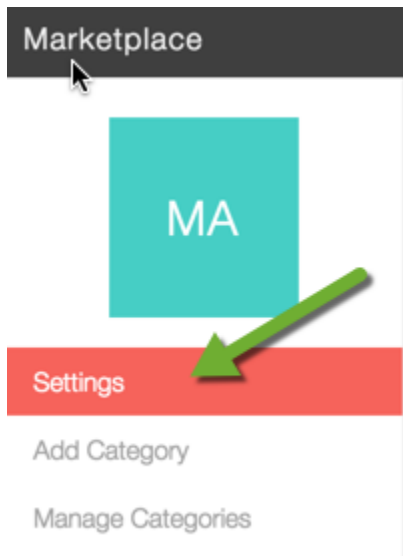 Marketplace
MA
Settings
Add Category
Manage Categories